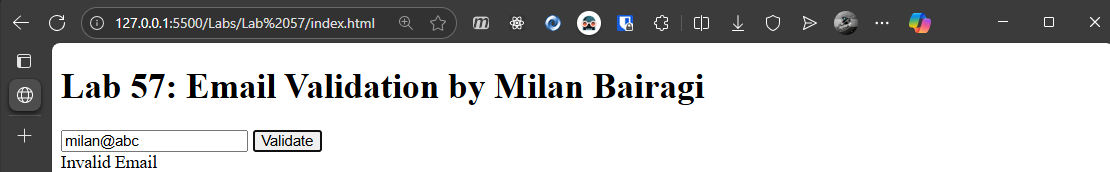 127.0.0.1:5500/Labs/Lab%2057/index.html
Lab 57: Email Validation by Milan Bairagi
milan@abc Validate
Invalid Email